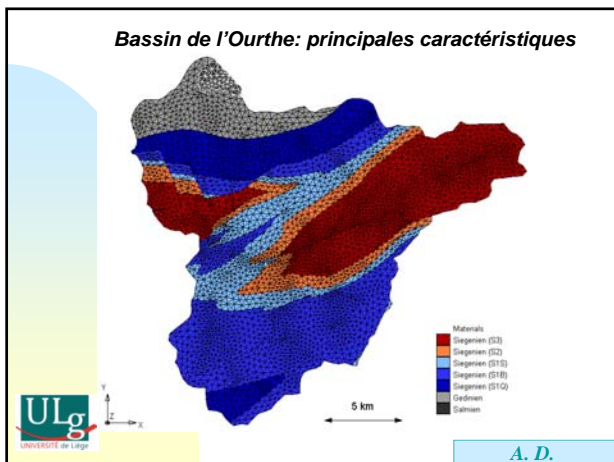 Bassin de l’Ourthe: principales caractéristiques
Materials
Siegenien (S3)
Siegenien (S2)
Siegenien (S1S)
Siegenien (S1B)
Siegenien (S1Q)
Gedinien
Salmien
5 km
Y
Z
X
ULg
UNIVERSITÉ de Liège
A. D.